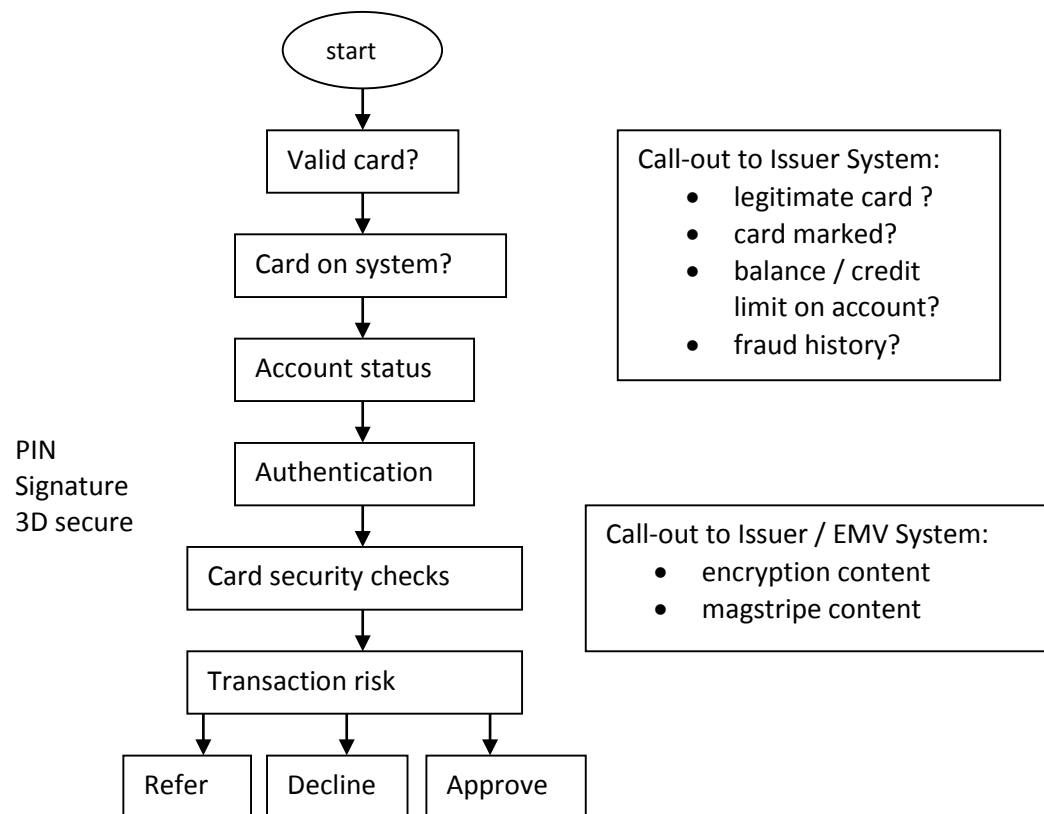 start
Valid card?
Card on system?
Account status
Authentication
Card security checks
Transaction risk
Refer
Decline
Approve
PIN
Signature
3D secure
Call-out to Issuer System:
• legitimate card ?
• card marked?
• balance / credit
limit on account?
• fraud history?
Call-out to Issuer / EMV System:
• encryption content
• magstripe content